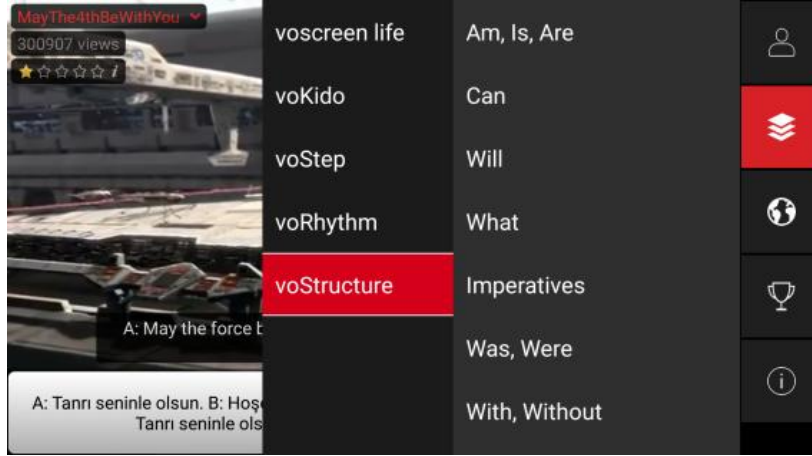 MayThe4thBeWithYou
300907 views
A: May the force b
A: Tanrı seninle olsun. B: Hoşç
Tanrı seninle ols
voscreen life
voKido
voStep
voRhythm
voStructure
Am, Is, Are
Can
Will
What
Imperatives
Was, Were
With, Without